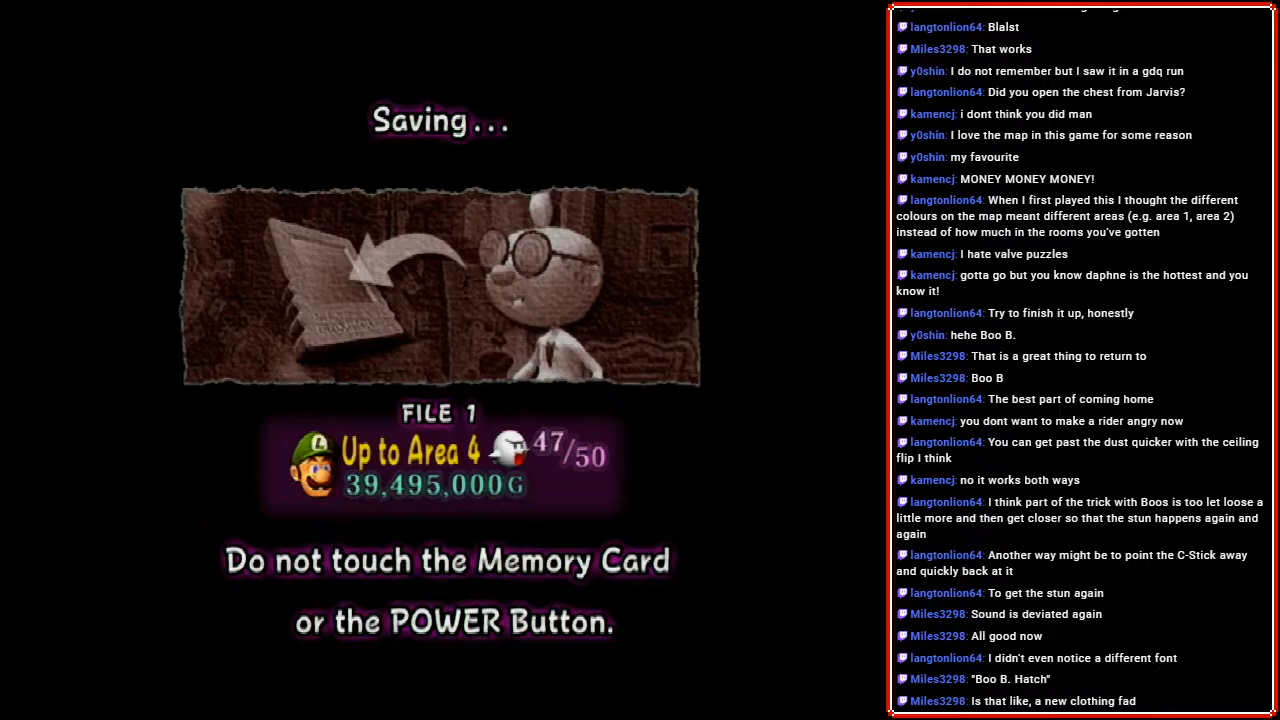 Saving...
FILE 1
Up to Area 4 47/50
39,495,000G
Do not touch the Memory Card
or the POWER Button.
langtonlion64: Blalst
Miles3298: That works
y0shin: I do not remember but I saw it in a gdq run
langtonlion64: Did you open the chest from Jarvis?
kamencj: i dont think you did man
y0shin: I love the map in this game for some reason
y0shin: my favourite
kamencj: MONEY MONEY MONEY!
langtonlion64: When I first played this I thought the different
colours on the map meant different areas (e.g. area 1, area 2)
instead of how much in the rooms you've gotten
kamencj: I hate valve puzzles
kamencj: gotta go but you know daphne is the hottest and you
know it!
langtonlion64: Try to finish it up, honestly
y0shin: hehe Boo B.
Miles3298: That is a great thing to return to
Miles3298: Boo B
langtonlion64: The best part of coming home
kamencj: you dont want to make a rider angry now
langtonlion64: You can get past the dust quicker with the ceiling
flip I think
kamencj: no it works both ways
langtonlion64: I think part of the trick with Boos is too let loose a
little more and then get closer so that the stun happens again and
again
langtonlion64: Another way might be to point the C-Stick away
and quickly back at it
langtonlion64: To get the stun again
Miles3298: Sound is deviated again
Miles3298: All good now
langtonlion64: I didn't even notice a different font
Miles3298: "Boo B. Hatch"
Miles3298: Is that like, a new clothing fad